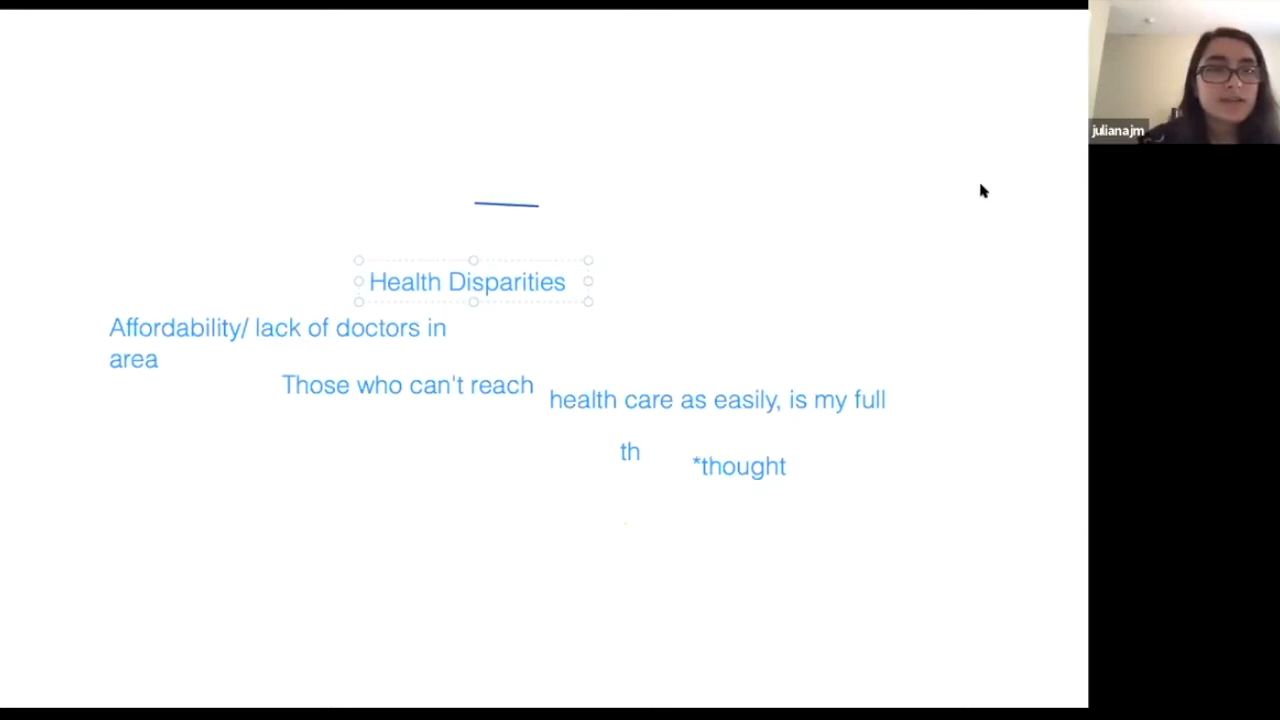 julianajm
Health Disparities
Affordability/ lack of doctors in
area
Those who can't reach
health care as easily, is my full
th
*thought